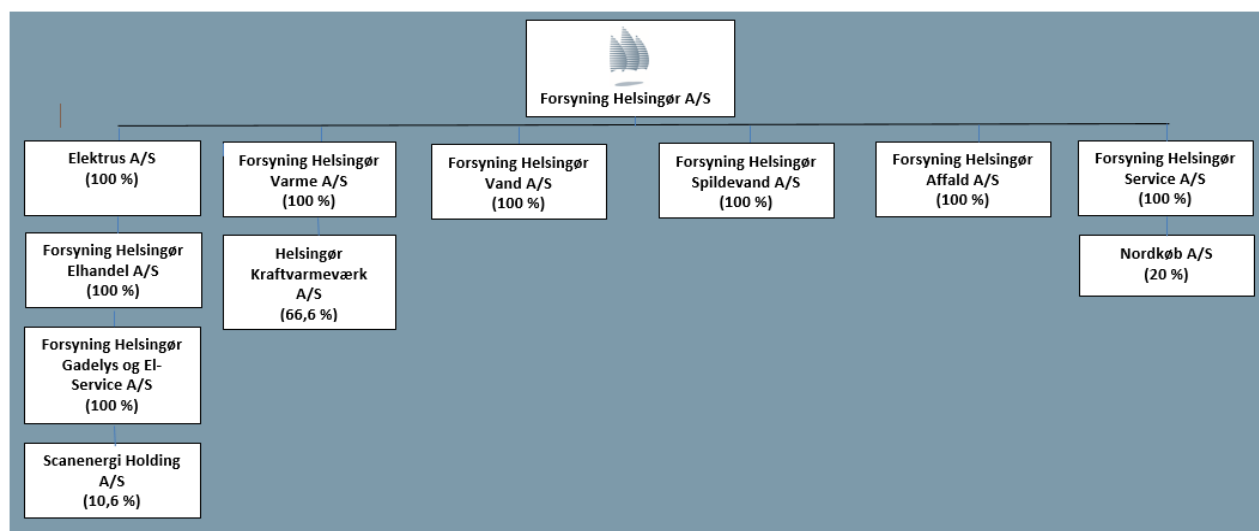 Forsyning Helsingør A/S
Elektrus A/S
(100 %)
Forsyning Helsingør
Varme A/S
(100 %)
Forsyning Helsingør
Vand A/S
(100 %)
Forsyning Helsingør
Spildevand A/S
(100 %)
Forsyning Helsingør
Affald A/S
(100 %)
Forsyning Helsingør
Service A/S
(100 %)
Forsyning Helsingør
Elhandel A/S
(100 %)
Helsingør
Kraftvarmeværk
A/S
(66,6 %)
Nordkøb A/S
(20 %)
Forsyning Helsingør
Gadelys og El-
Service A/S
(100 %)
Scanenergi Holding
A/S
(10,6 %)